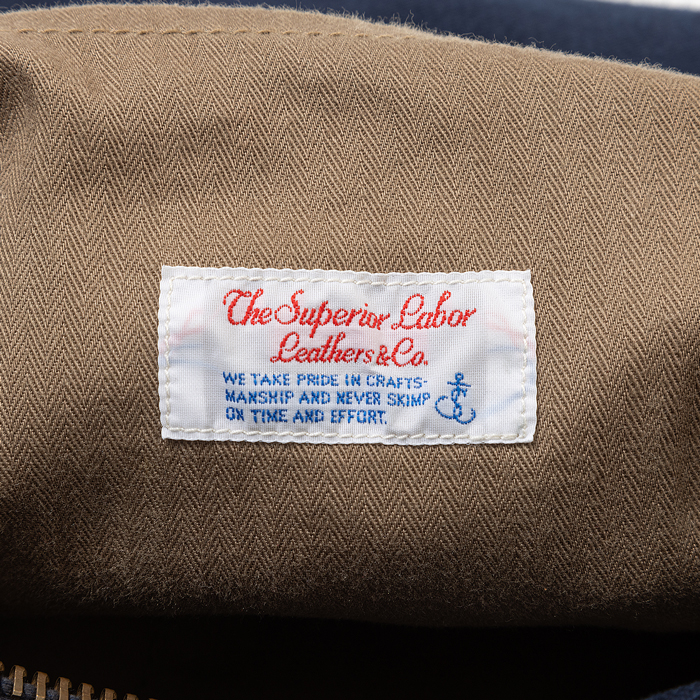 The Superior Labor
Leathers & Co.
WE TAKE PRIDE IN CRAFTS-
MANSHIP AND NEVER SKIMP
ON TIME AND EFFORT.